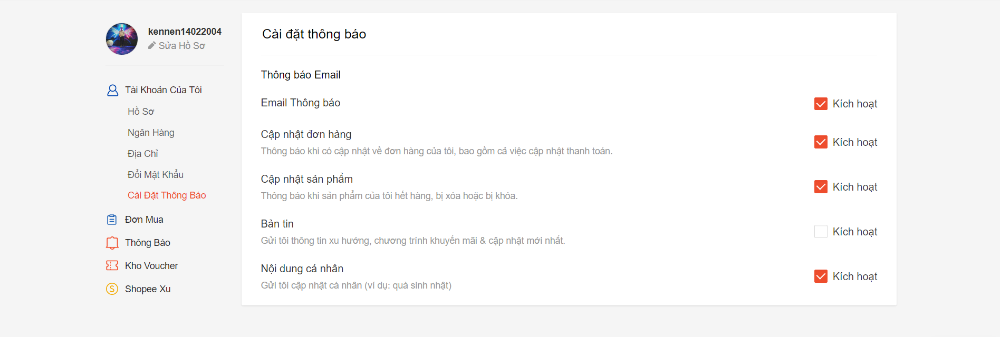 kennen14022004
Sửa Hồ Sơ
Tài Khoản Của Tôi
Hồ Sơ
Ngân Hàng
Địa Chỉ
Đổi Mật Khẩu
Cài Đặt Thông Báo
Đơn Mua
Thông Báo
Kho Voucher
Shopee Xu
Cài đặt thông báo
Thông báo Email
Email Thông báo
Kích hoạt
Cập nhật đơn hàng
Thông báo khi có cập nhật về đơn hàng của tôi, bao gồm cả việc cập nhật thanh toán.
Kích hoạt
Cập nhật sản phẩm
Thông báo khi sản phẩm của tôi hết hàng, bị xóa hoặc bị khóa.
Kích hoạt
Bản tin
Gửi tôi thông tin xu hướng, chương trình khuyến mãi & cập nhật mới nhất.
Kích hoạt
Nội dung cá nhân
Gửi tôi cập nhật cá nhân (ví dụ: quà sinh nhật)
Kích hoạt